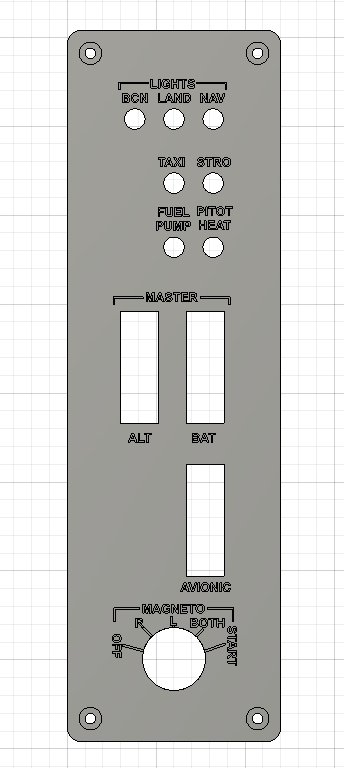 LIGHTS
BCN LAND NAV
TAXI STRO
FUEL PITOT
PUMP HEAT
MASTER
ALT BAT
AVIONIC
MAGNETO
R L BOTH
OFF START